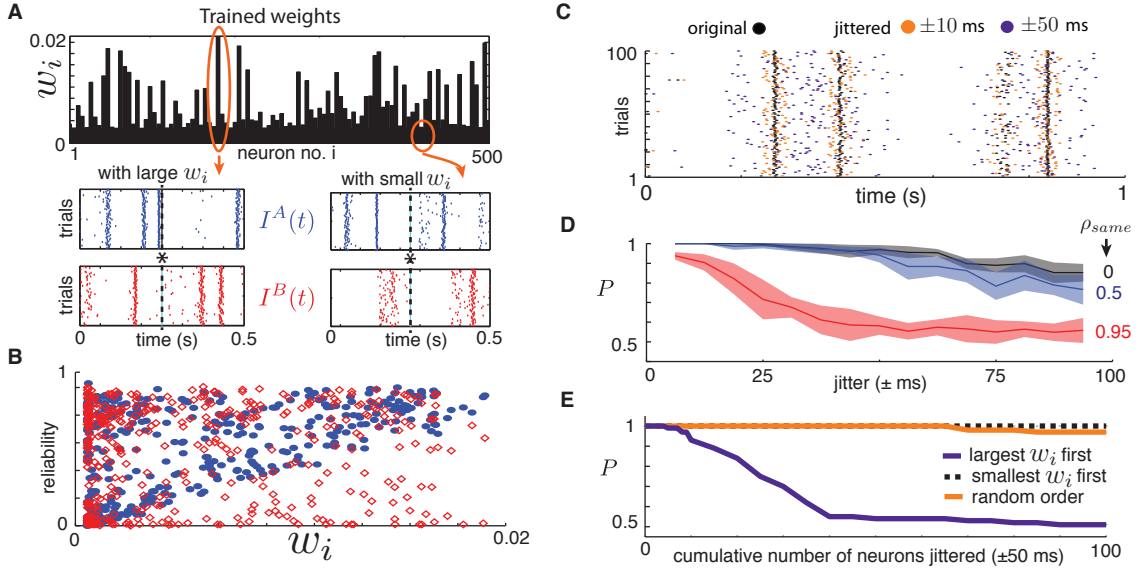 A
Trained weights
0.02
w_i
0
1
neuron no. i
500
with large w_i
with small w_i
trials
I^A(t)
*
*
trials
I^B(t)
0
time (s)
0.5
0
time (s)
0.5
B
1
reliability
0
0
w_i
0.02
C
original
jittered
±10 ms
±50 ms
100
trials
1
0
time (s)
1
D
ρ_same
1
0
P
0.5
0.95
0.5
0
25
jitter (± ms)
75
100
E
1
P
largest w_i first
smallest w_i first
random order
0.5
0
cumulative number of neurons jittered (±50 ms)
100